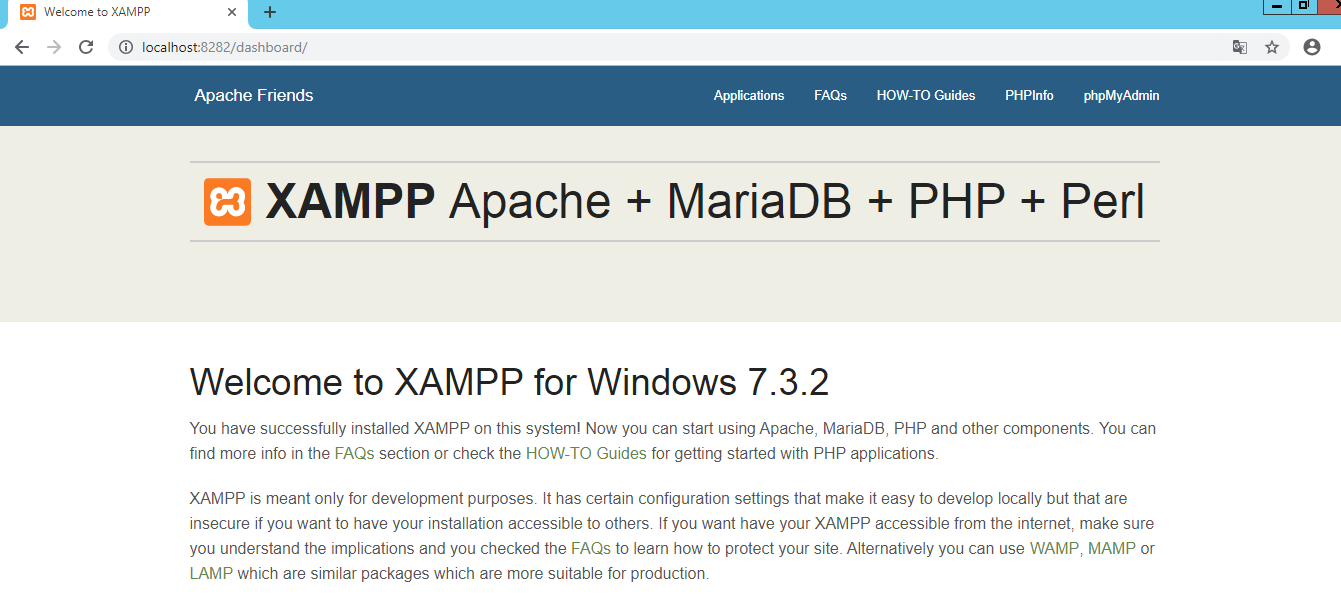 Welcome to XAMPP
localhost:8282/dashboard/
Apache Friends
Applications FAQs HOW-TO Guides PHPInfo phpMyAdmin
XAMPP Apache + MariaDB + PHP + Perl
Welcome to XAMPP for Windows 7.3.2
You have successfully installed XAMPP on this system! Now you can start using Apache, MariaDB, PHP and other components. You can
find more info in the FAQs section or check the HOW-TO Guides for getting started with PHP applications.
XAMPP is meant only for development purposes. It has certain configuration settings that make it easy to develop locally but that are
insecure if you want to have your installation accessible to others. If you want have your XAMPP accessible from the internet, make sure
you understand the implications and you checked the FAQs to learn how to protect your site. Alternatively you can use WAMP, MAMP or
LAMP which are similar packages which are more suitable for production.